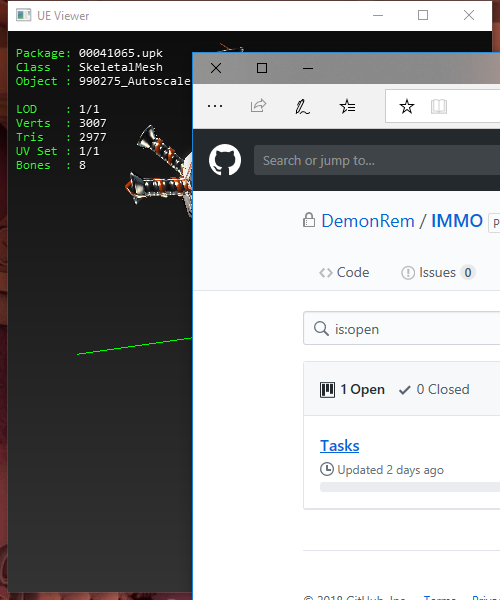 UE Viewer
Package: 00041065.upk
Class : SkeletalMesh
Object : 990275_Autoscale
LOD : 1/1
Verts : 3007
Tris : 2977
UV Set : 1/1
Bones : 8
Search or jump to...
DemonRem / IMMO P
Code Issues 0
is:open
1 Open 0 Closed
Tasks
Updated 2 days ago
© 2018 GitHub, Inc. Terms Priva